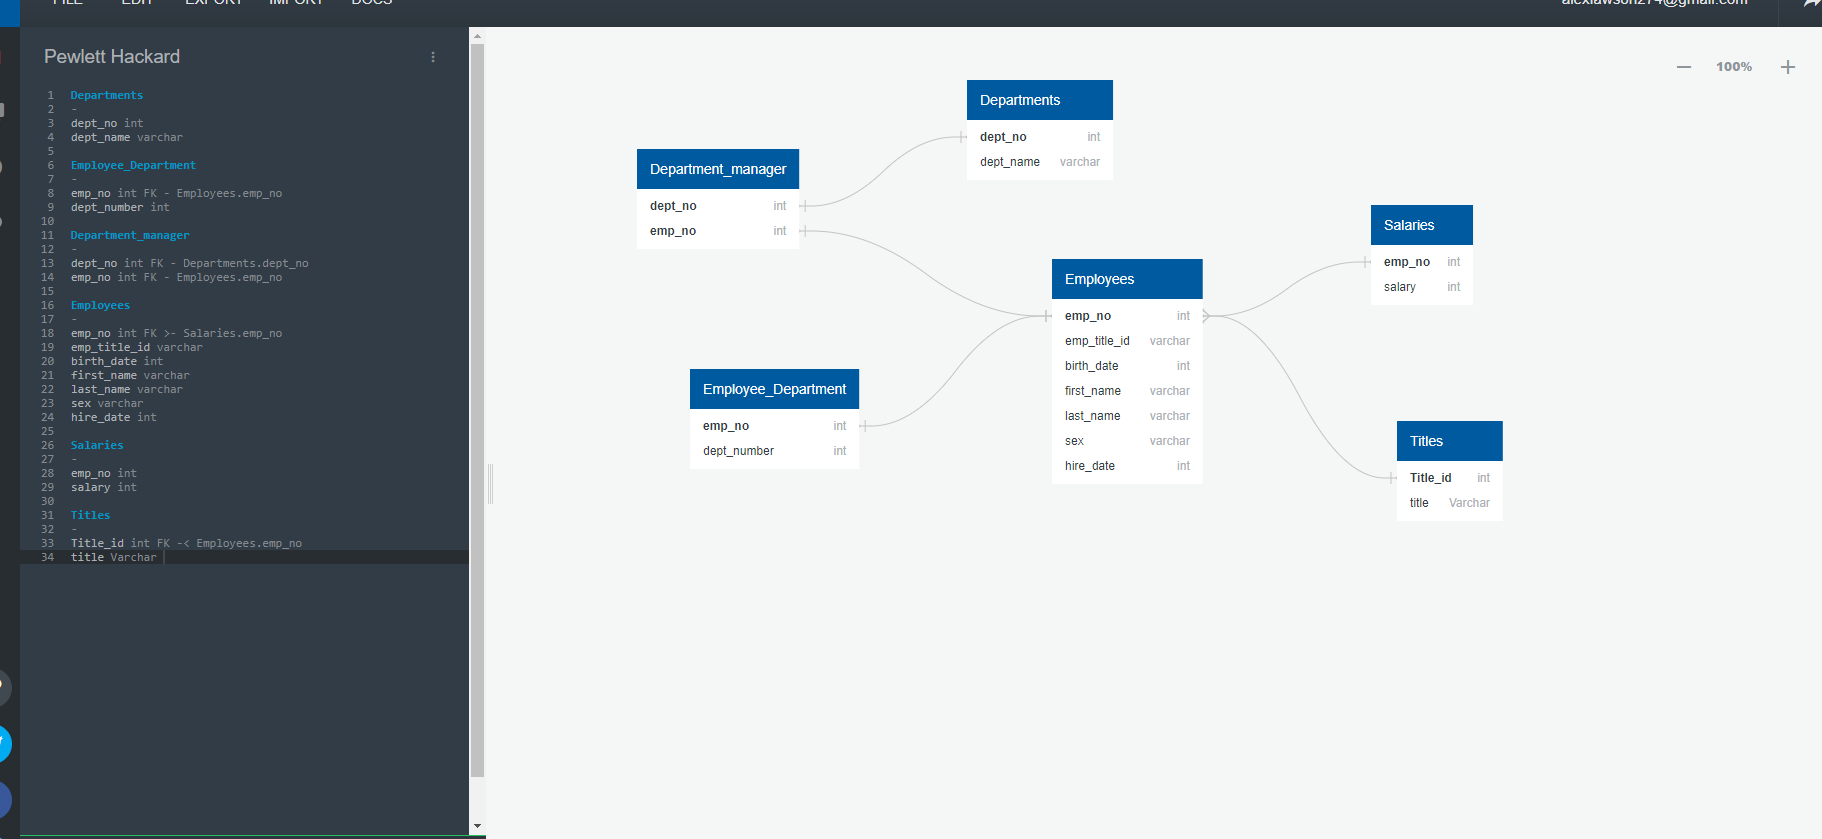 FILE EDIT EXPORT IMPORT DOCS
alexlawson274@gmail.com
Pewlett Hackard
1 Departments
2 -
3 dept_no int
4 dept_name varchar
5
6 Employee_Department
7 -
8 emp_no int FK - Employees.emp_no
9 dept_number int
10
11 Department_manager
12 -
13 dept_no int FK - Departments.dept_no
14 emp_no int FK - Employees.emp_no
15
16 Employees
17 -
18 emp_no int FK >- Salaries.emp_no
19 emp_title_id varchar
20 birth_date int
21 first_name varchar
22 last_name varchar
23 sex varchar
24 hire_date int
25
26 Salaries
27 -
28 emp_no int
29 salary int
30
31 Titles
32 -
33 Title_id int FK -< Employees.emp_no
34 title Varchar
100%
Departments
dept_no int
dept_name varchar
Department_manager
dept_no int
emp_no int
Salaries
emp_no int
salary int
Employees
emp_no int
emp_title_id varchar
birth_date int
first_name varchar
last_name varchar
sex varchar
hire_date int
Employee_Department
emp_no int
dept_number int
Titles
Title_id int
title Varchar